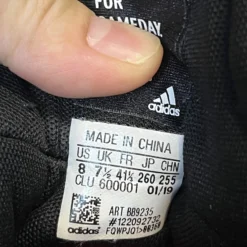 FOR
GAMEDAY.
adidas
MADE IN CHINA
US UK FR JP CHN
8 7½ 41⅓ 260 255
CLU 600001 01/19
ART BB9235
#122092732